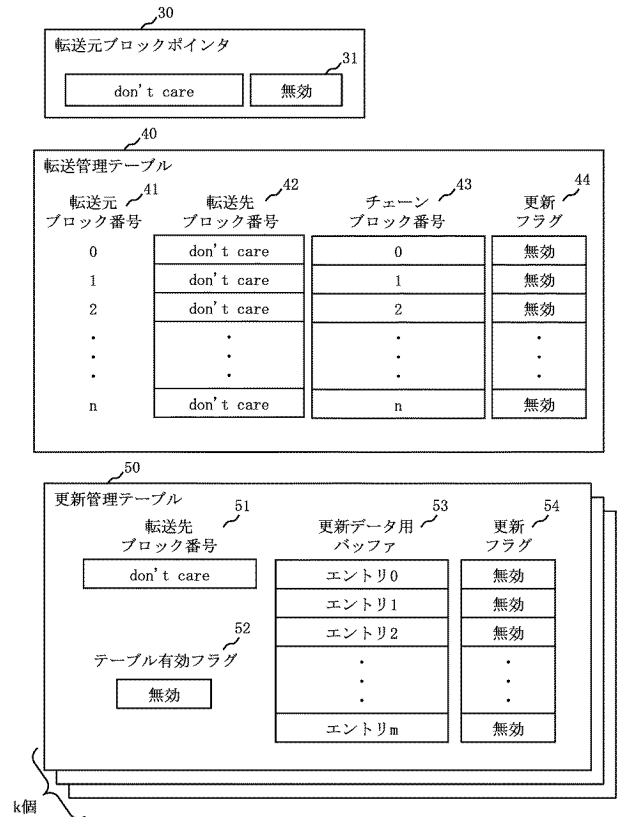 30
転送元ブロックポインタ
31
don't care 無効
40
転送管理テーブル
転送元 41 転送先 42 チェーン 43 更新 44
ブロック番号 ブロック番号 ブロック番号 フラグ
0 don't care 0 無効
1 don't care 1 無効
2 don't care 2 無効
n don't care n 無効
50
更新管理テーブル
転送先 51 更新データ用 53 更新 54
ブロック番号 バッファ フラグ
don't care エントリ0 無効
エントリ1 無効
52 エントリ2 無効
テーブル有効フラグ
無効
エントリm 無効
k個